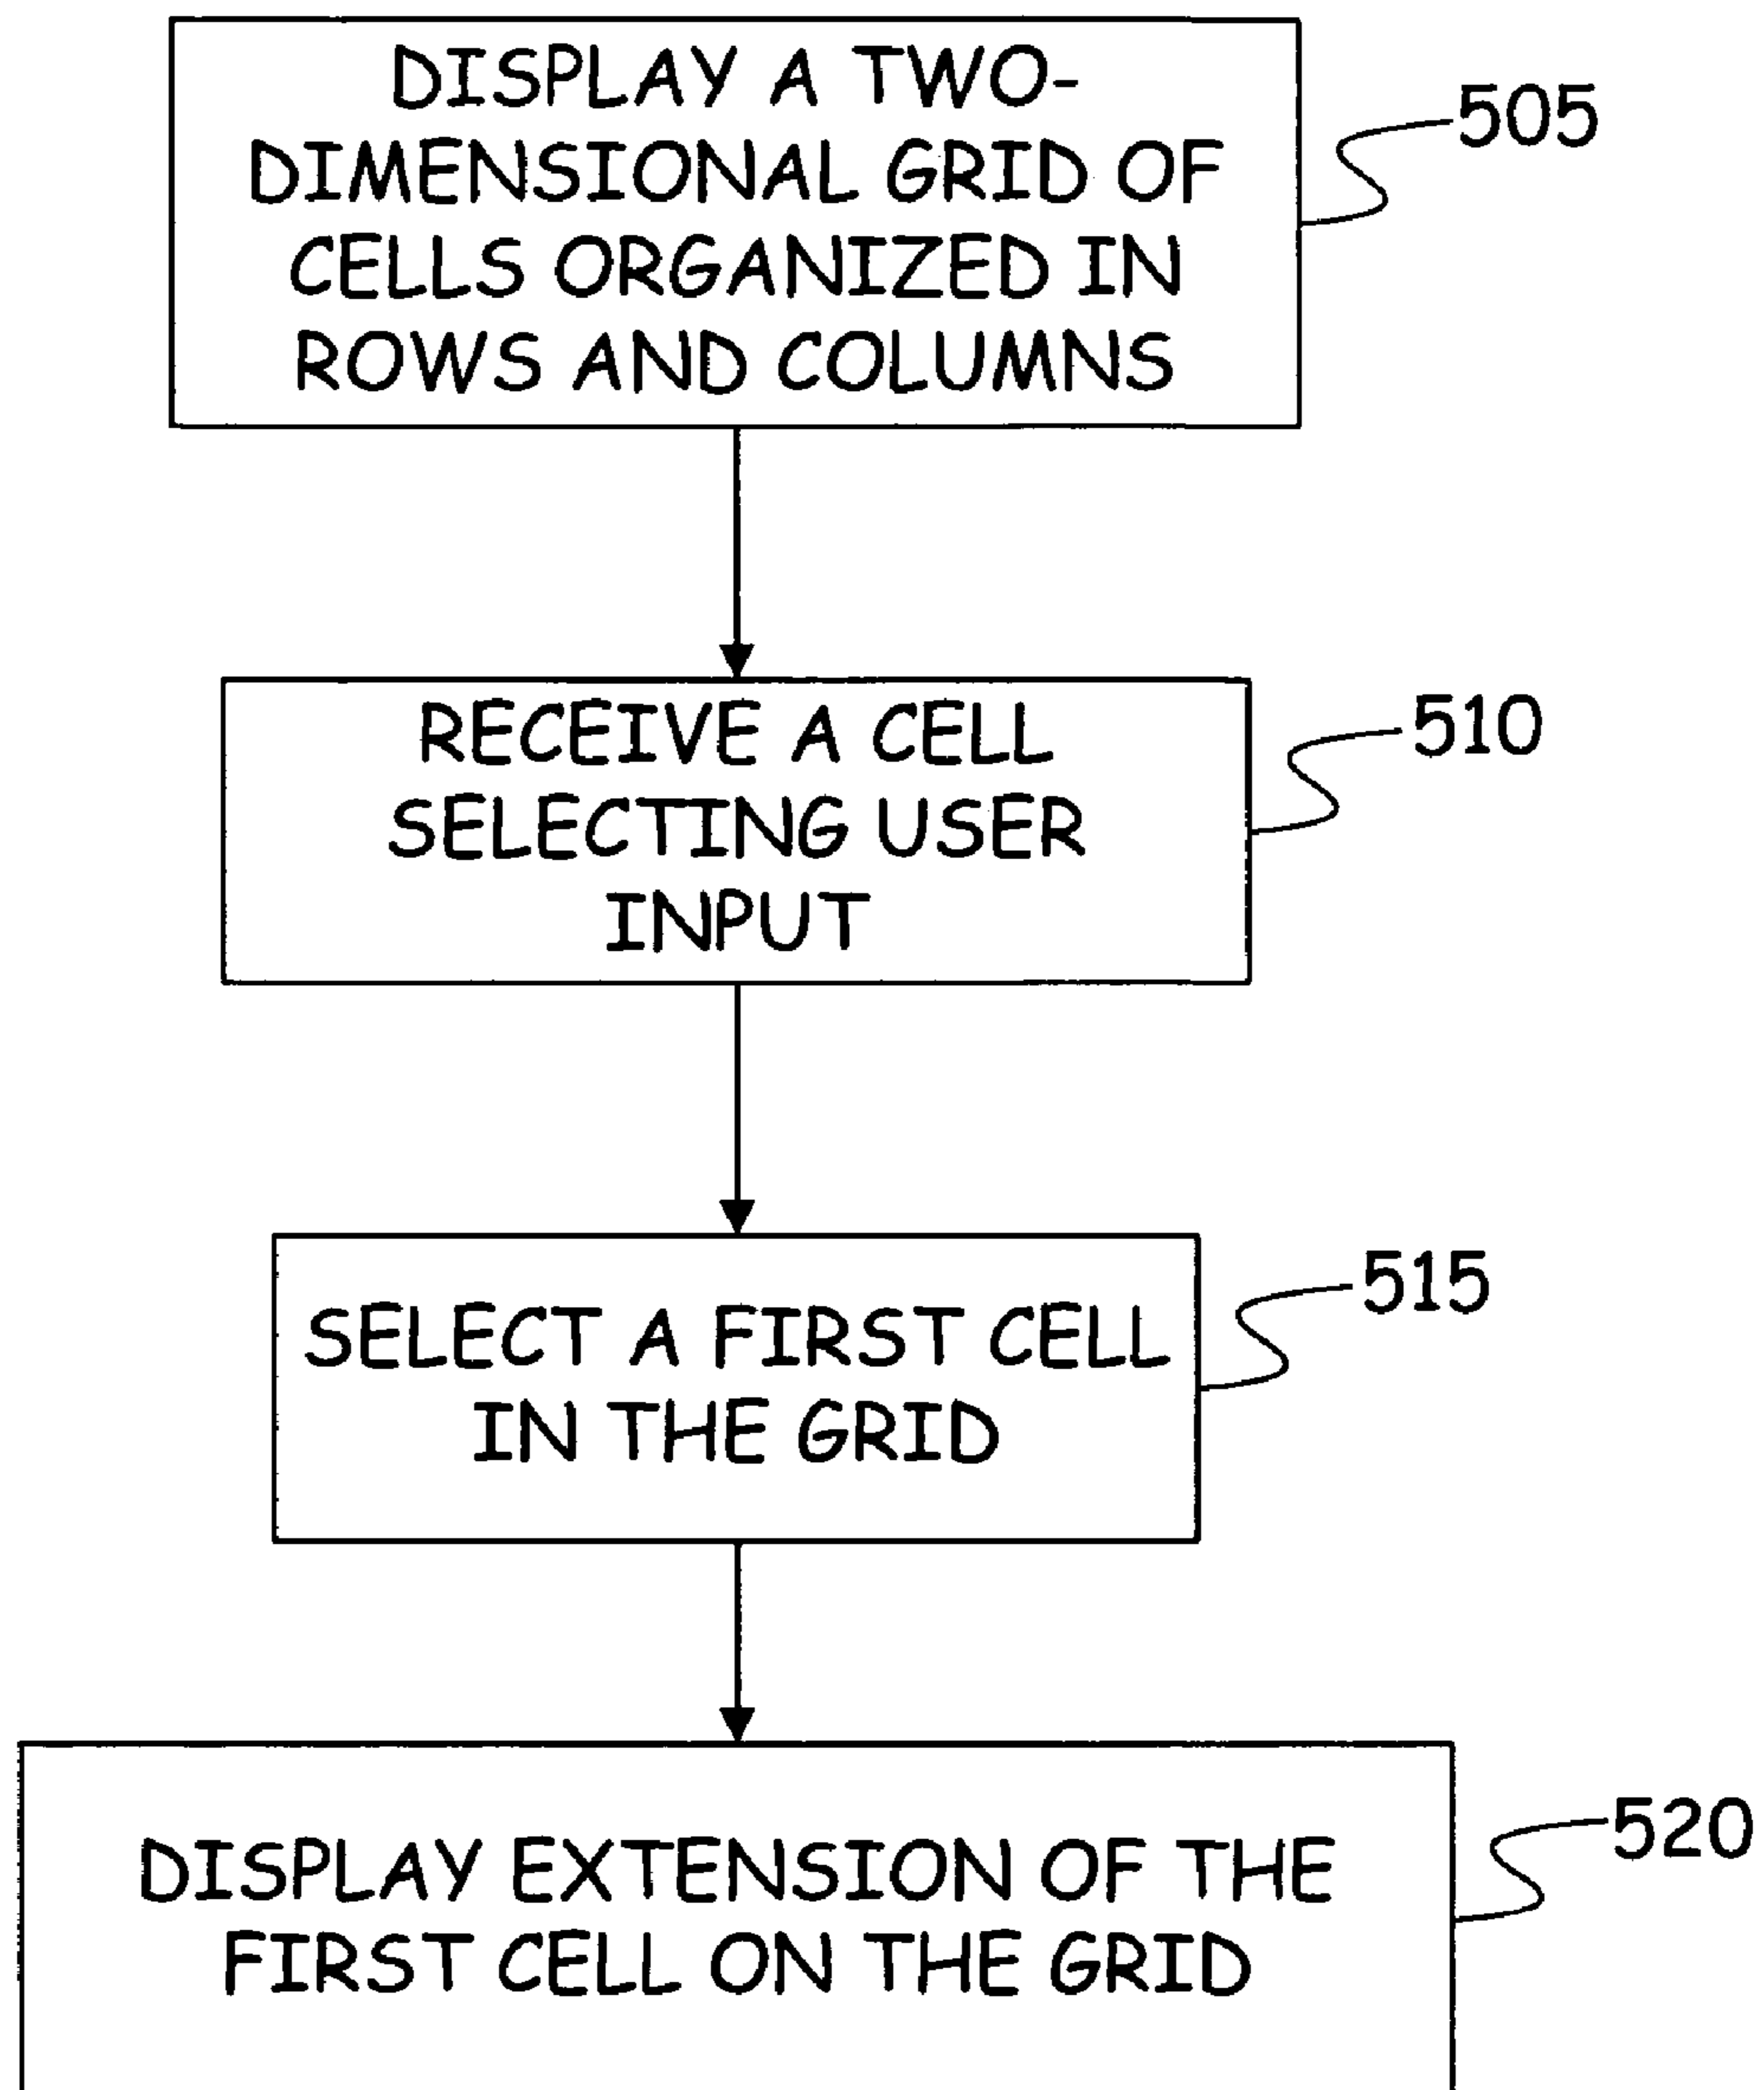 DISPLAY A TWO-
DIMENSIONAL GRID OF
CELLS ORGANIZED IN
ROWS AND COLUMNS
505
RECEIVE A CELL
SELECTING USER
INPUT
510
SELECT A FIRST CELL
IN THE GRID
515
DISPLAY EXTENSION OF THE
FIRST CELL ON THE GRID
520